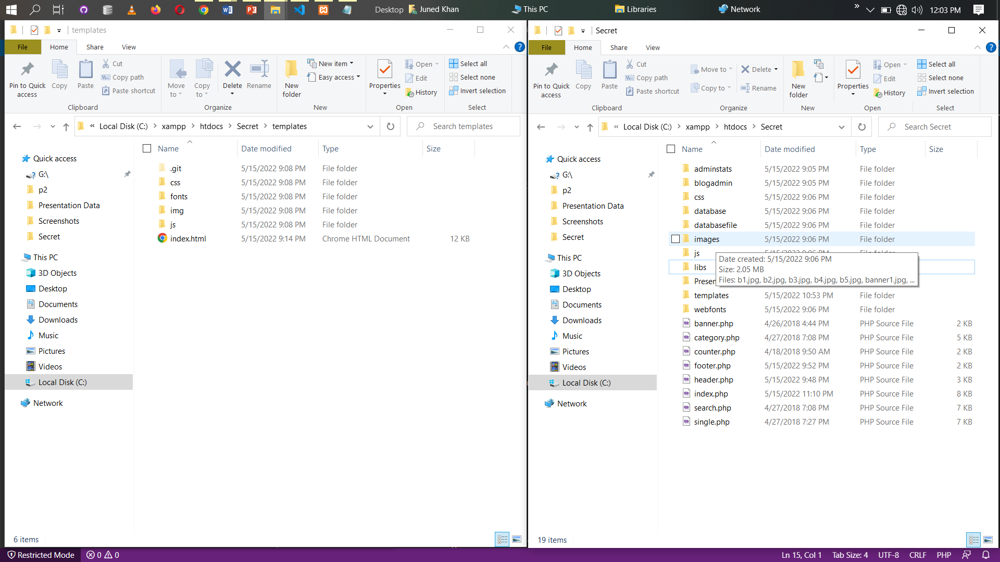 Desktop
Juned Khan
This PC
Libraries
Network
»
12:03 PM
templates
File
Home
Share
View
Pin to Quick access
Copy
Paste
Cut
Copy path
Paste shortcut
Clipboard
Move to
Copy to
Delete
Rename
Organize
New folder
New item
Easy access
New
Properties
Open
Edit
History
Open
Select all
Select none
Invert selection
Select
« Local Disk (C:) > xampp > htdocs > Secret > templates
Search templates
Name Date modified Type Size
.git 5/15/2022 9:08 PM File folder
css 5/15/2022 9:08 PM File folder
fonts 5/15/2022 9:08 PM File folder
img 5/15/2022 9:08 PM File folder
js 5/15/2022 9:08 PM File folder
index.html 5/15/2022 9:14 PM Chrome HTML Document 12 KB
Quick access
G:\
p2
Presentation Data
Screenshots
Secret
This PC
3D Objects
Desktop
Documents
Downloads
Music
Pictures
Videos
Local Disk (C:)
Network
6 items
Secret
File
Home
Share
View
Pin to Quick access
Copy
Paste
Cut
Copy path
Paste shortcut
Clipboard
Move to
Copy to
Delete
Rename
Organize
New folder
New
Properties
Open
Edit
History
Open
Select all
Select none
Invert selection
Select
« Local Disk (C:) > xampp > htdocs > Secret
Search Secret
Name Date modified Type Size
adminstats 5/15/2022 9:05 PM File folder
blogadmin 5/15/2022 9:05 PM File folder
css 5/15/2022 9:06 PM File folder
database 5/15/2022 9:06 PM File folder
databasefile 5/15/2022 9:06 PM File folder
images 5/15/2022 9:06 PM File folder
js
libs
Presen
Date created: 5/15/2022 9:06 PM
Size: 2.05 MB
Files: b1.jpg, b2.jpg, b3.jpg, b4.jpg, b5.jpg, banner1.jpg, ...
templates 5/15/2022 10:53 PM File folder
webfonts 5/15/2022 9:06 PM File folder
banner.php 4/26/2018 4:44 PM PHP Source File 2 KB
category.php 4/27/2018 7:08 PM PHP Source File 5 KB
counter.php 4/18/2018 9:50 AM PHP Source File 2 KB
footer.php 5/15/2022 9:52 PM PHP Source File 2 KB
header.php 5/15/2022 9:48 PM PHP Source File 3 KB
index.php 5/15/2022 11:10 PM PHP Source File 8 KB
search.php 4/27/2018 7:08 PM PHP Source File 7 KB
single.php 4/27/2018 7:27 PM PHP Source File 7 KB
Quick access
G:\
p2
Presentation Data
Screenshots
Secret
This PC
3D Objects
Desktop
Documents
Downloads
Music
Pictures
Videos
Local Disk (C:)
Network
19 items
Restricted Mode 0 0 Ln 15, Col 1 Tab Size: 4 UTF-8 CRLF PHP